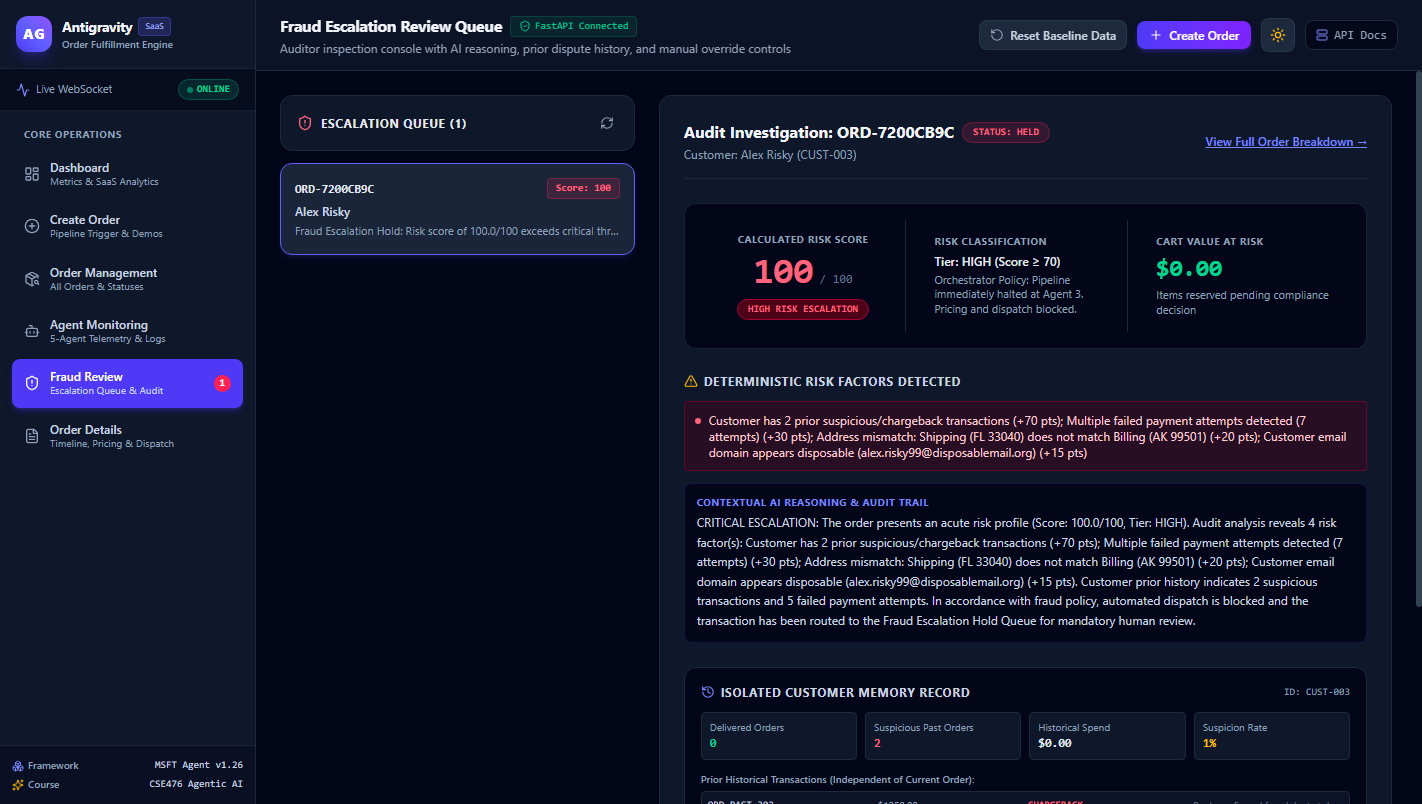 AG
Antigravity SaaS
Order Fulfillment Engine
Live WebSocket ONLINE
CORE OPERATIONS
Dashboard
Metrics & SaaS Analytics
Create Order
Pipeline Trigger & Demos
Order Management
All Orders & Statuses
Agent Monitoring
5-Agent Telemetry & Logs
Fraud Review
Escalation Queue & Audit
1
Order Details
Timeline, Pricing & Dispatch
Framework MSFT Agent v1.26
Course CSE476 Agentic AI
Fraud Escalation Review Queue FastAPI Connected
Auditor inspection console with AI reasoning, prior dispute history, and manual override controls
Reset Baseline Data
Create Order
API Docs
ESCALATION QUEUE (1)
ORD-7200CB9C Score: 100
Alex Risky
Fraud Escalation Hold: Risk score of 100.0/100 exceeds critical thr...
Audit Investigation: ORD-7200CB9C STATUS: HELD
Customer: Alex Risky (CUST-003)
View Full Order Breakdown →
CALCULATED RISK SCORE
100 / 100
HIGH RISK ESCALATION
RISK CLASSIFICATION
Tier: HIGH (Score ≥ 70)
Orchestrator Policy: Pipeline
immediately halted at Agent 3.
Pricing and dispatch blocked.
CART VALUE AT RISK
$0.00
Items reserved pending compliance
decision
DETERMINISTIC RISK FACTORS DETECTED
Customer has 2 prior suspicious/chargeback transactions (+70 pts); Multiple failed payment attempts detected (7
attempts) (+30 pts); Address mismatch: Shipping (FL 33040) does not match Billing (AK 99501) (+20 pts); Customer email
domain appears disposable (alex.risky99@disposablemail.org) (+15 pts)
CONTEXTUAL AI REASONING & AUDIT TRAIL
CRITICAL ESCALATION: The order presents an acute risk profile (Score: 100.0/100, Tier: HIGH). Audit analysis reveals 4 risk
factor(s): Customer has 2 prior suspicious/chargeback transactions (+70 pts); Multiple failed payment attempts detected (7
attempts) (+30 pts); Address mismatch: Shipping (FL 33040) does not match Billing (AK 99501) (+20 pts); Customer email
domain appears disposable (alex.risky99@disposablemail.org) (+15 pts). Customer prior history indicates 2 suspicious
transactions and 5 failed payment attempts. In accordance with fraud policy, automated dispatch is blocked and the
transaction has been routed to the Fraud Escalation Hold Queue for mandatory human review.
ISOLATED CUSTOMER MEMORY RECORD ID: CUST-003
Delivered Orders
0
Suspicious Past Orders
2
Historical Spend
$0.00
Suspicion Rate
1%
Prior Historical Transactions (Independent of Current Order):
CHARGEBACK